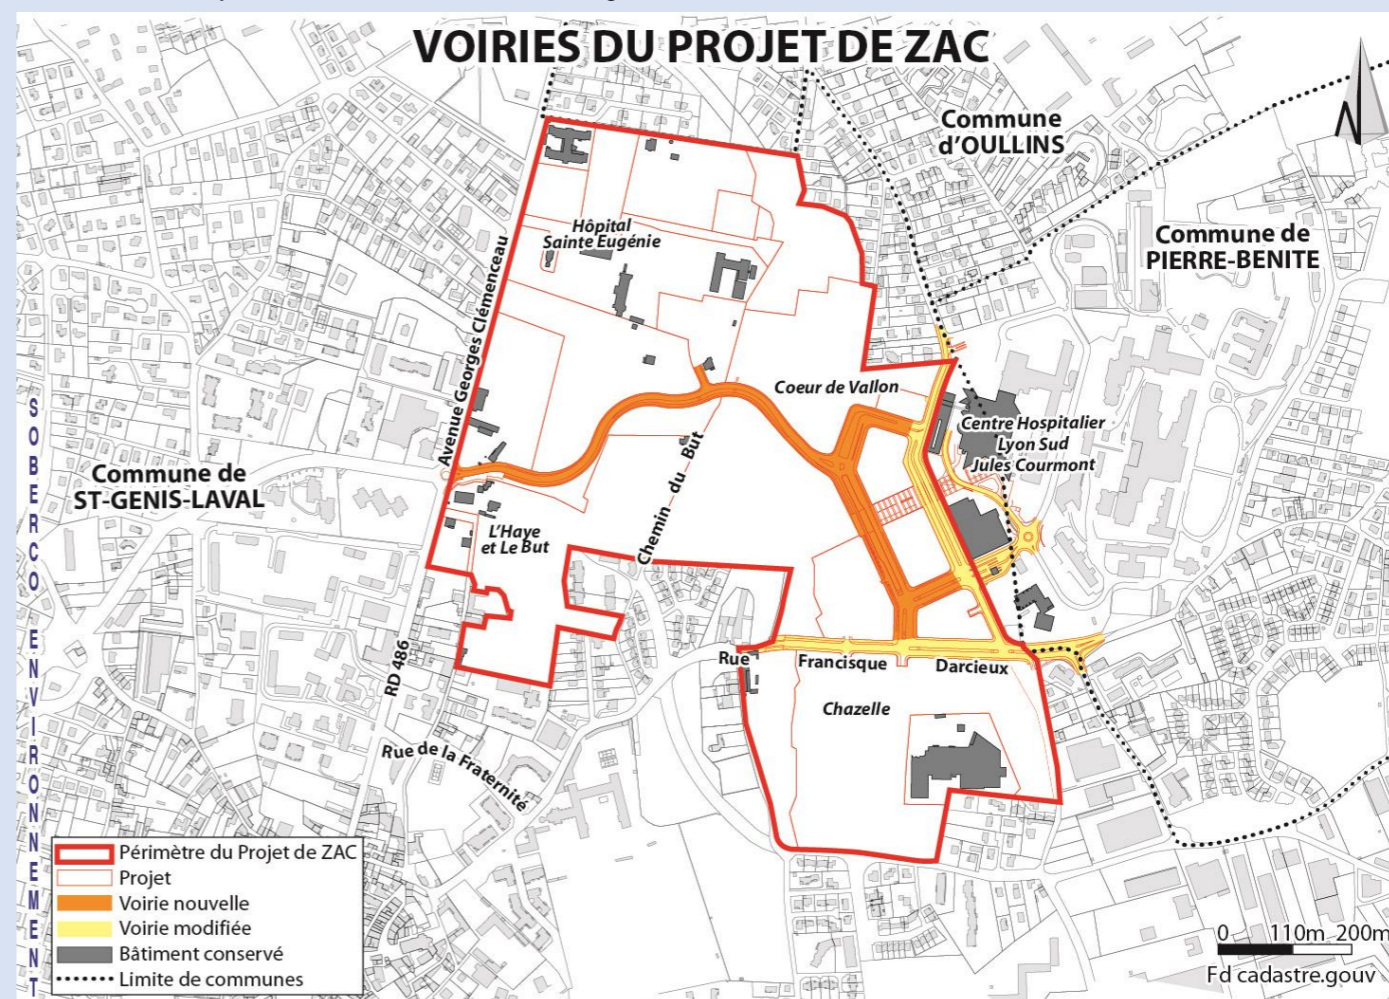 VOIRIES DU PROJET DE ZAC
Commune
d'OULLINS
N
Commune de
PIERRE-BENITE
Hôpital
Sainte Eugénie
Avenue Georges Clémenceau
Coeur de Vallon
Centre Hospitalier
Lyon Sud
Jules Courmont
Commune de
ST-GENIS-LAVAL
Chemin du But
L'Haye
et Le But
RD 486
Rue Francisque Darcieux
Chazelle
Rue de la Fraternité
SOBERCO ENVIRONNEMENT
Périmètre du Projet de ZAC
Projet
Voirie nouvelle
Voirie modifiée
Bâtiment conservé
Limite de communes
0 110m 200m
Fd cadastre.gouv